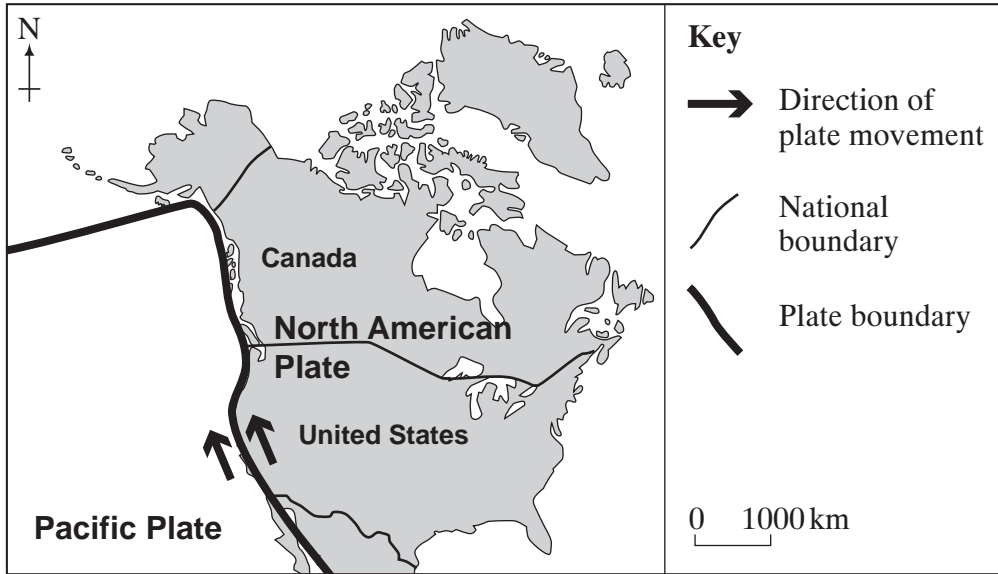 N
Canada
North American
Plate
United States
Pacific Plate
Key
Direction of
plate movement
National
boundary
Plate boundary
0 1000 km